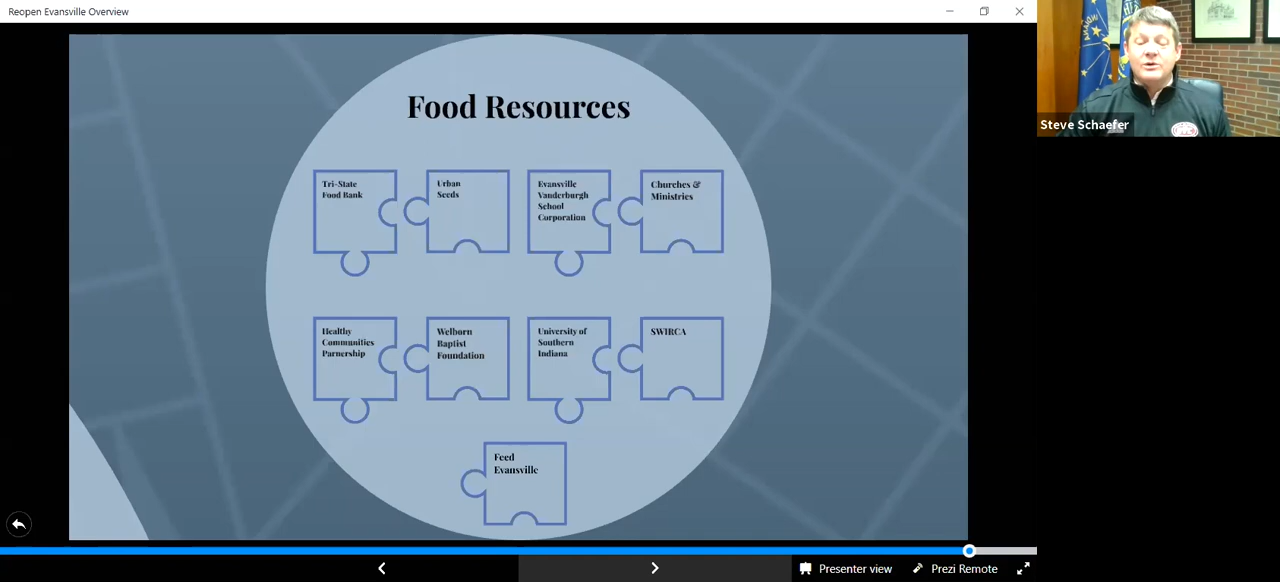 Reopen Evansville Overview
Steve Schaefer
Food Resources
Tri-State
Food Bank
Urban
Seeds
Evansville
Vanderburgh
School
Corporation
Churches &
Ministries
Healthy
Communities
Parnership
Welborn
Baptist
Foundation
University of
Southern
Indiana
SWIRCA
Feed
Evansville
Presenter view
Prezi Remote